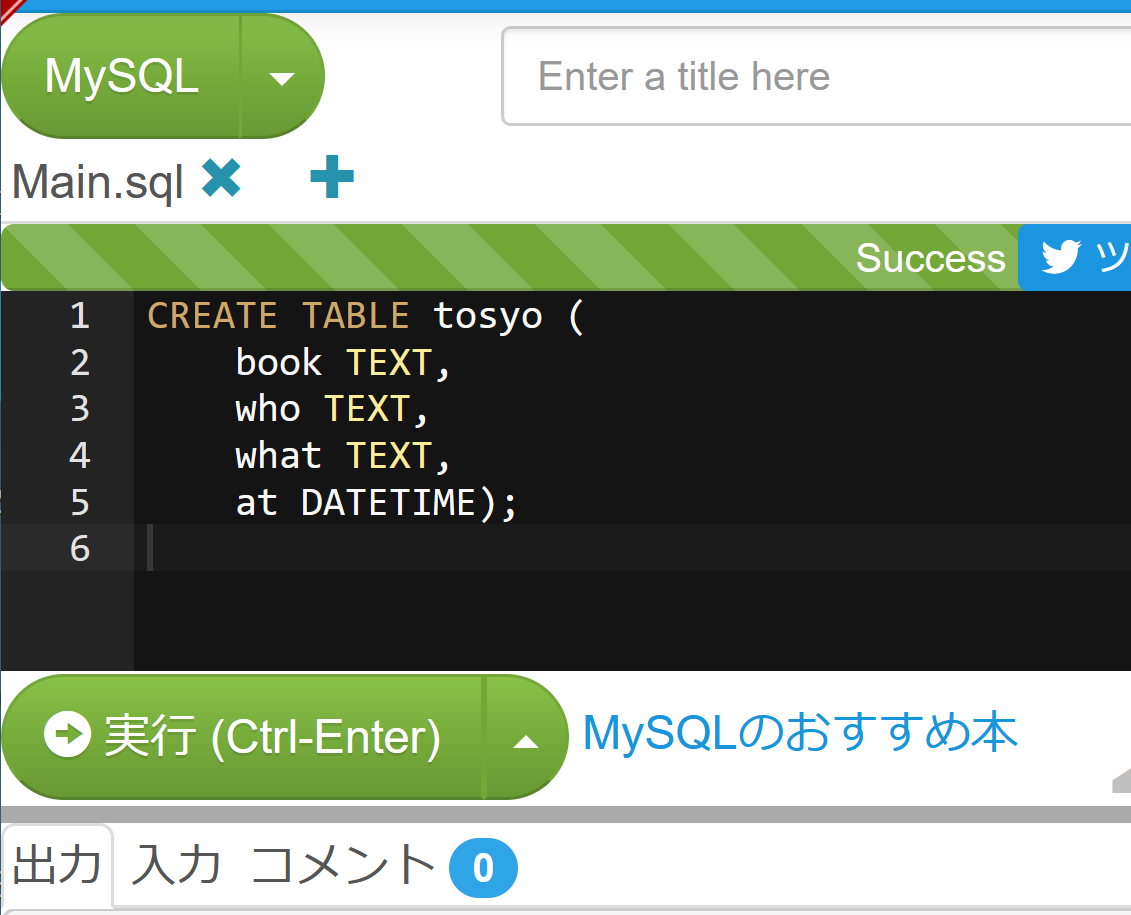 MySQL
Enter a title here
Main.sql
Success
ツ
1 CREATE TABLE tosyo (
2     book TEXT,
3     who TEXT,
4     what TEXT,
5     at DATETIME);
6
実行 (Ctrl-Enter)
MySQLのおすすめ本
出力 入力 コメント 0